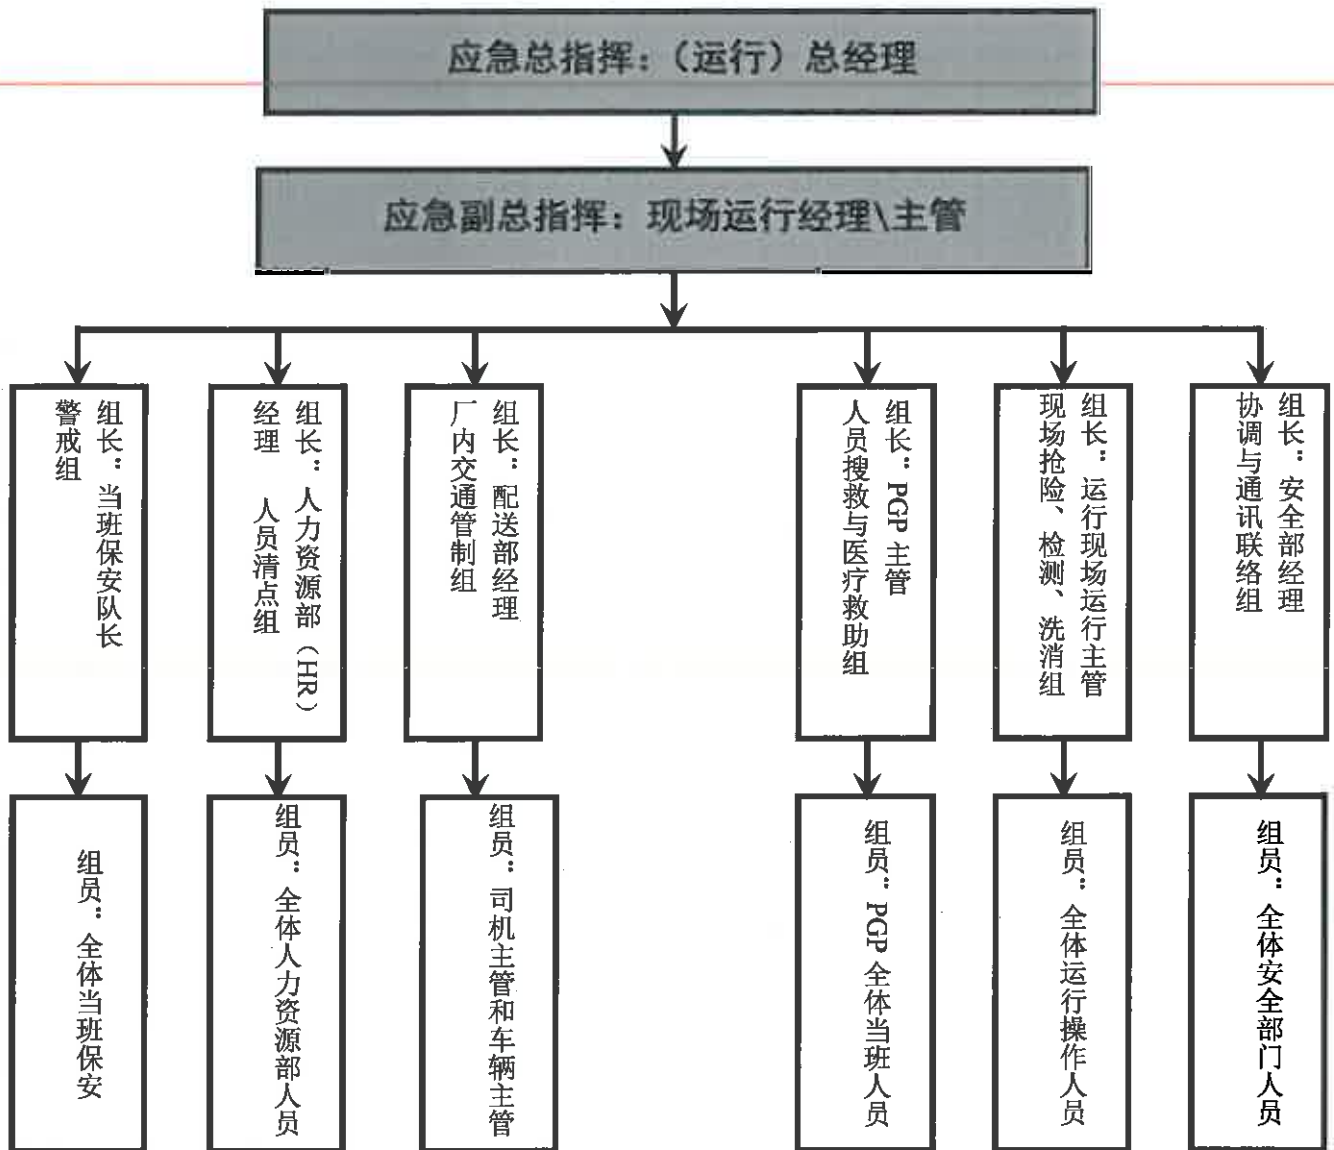 应急总指挥：（运行）总经理
应急副总指挥：现场运行经理\主管
组长：当班保安队长
警戒组
组长：人力资源部（HR）
经理 人员清点组
组长：配送部经理
厂内交通管制组
组长：PGP 主管
人员搜救与医疗救助组
组长：运行现场运行主管
现场抢险、检测、洗消组
组长：安全部经理
协调与通讯联络组
组员：全体当班保安
组员：全体人力资源部人员
组员：司机主管和车辆主管
组员：PGP 全体当班人员
组员：全体运行操作人员
组员：全体安全部门人员